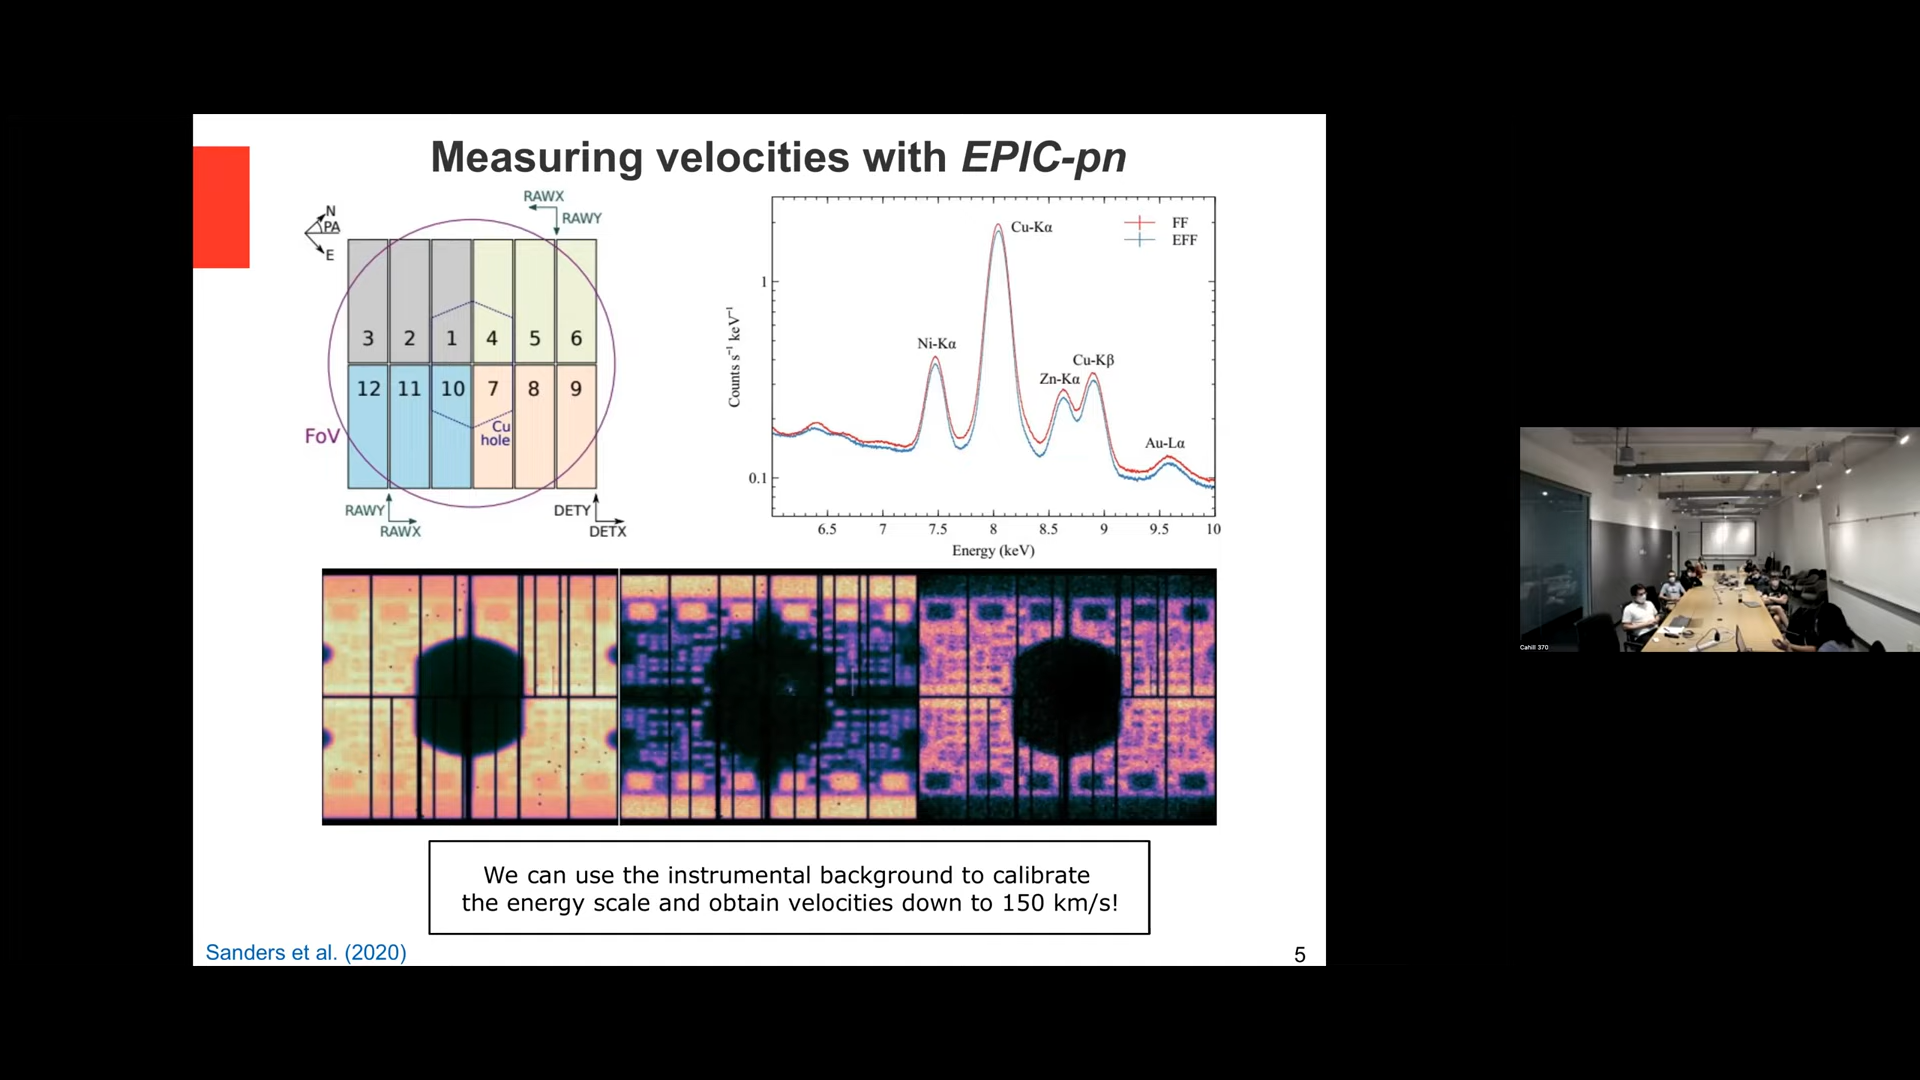 Measuring velocities with EPIC-pn
N
PA
E
RAWX
RAWY
3 2 1 4 5 6
12 11 10 7 8 9
Cu
hole
FoV
RAWY
RAWX
DETY
DETX
Counts s⁻¹ keV⁻¹
1
0.1
Cu-Kα
FF
EFF
Ni-Kα
Cu-Kβ
Zn-Kα
Au-Lα
6.5 7 7.5 8 8.5 9 9.5 10
Energy (keV)
We can use the instrumental background to calibrate
the energy scale and obtain velocities down to 150 km/s!
Sanders et al. (2020)
5
Cahill 370